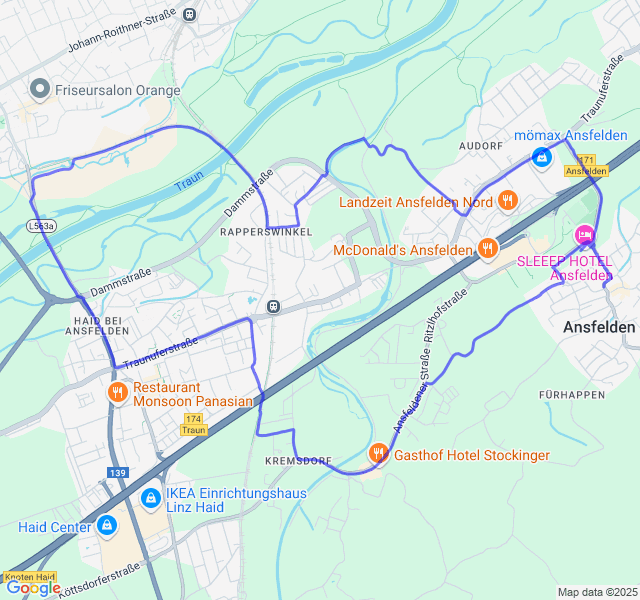 Johann-Roithner-Straße
Friseursalon Orange
Traunuferstraße
AUDORF
mömax Ansfelden
171
Ansfelden
Traun
Dammstraße
Landzeit Ansfelden Nord
L563a
RAPPERSWINKEL
McDonald's Ansfelden
SLEEEP HOTEL
Ansfelden
Dammstraße
Ritzlhofstraße
HAID BEI
ANSFELDEN
Ansfelden
Traunuferstraße
Restaurant
Monsoon Panasian
Ansfeldener Straße
FÜRHAPPEN
174
Traun
KREMSDORF
Gasthof Hotel Stockinger
139
IKEA Einrichtungshaus
Linz Haid
Haid Center
Knoten Haid
Köttsdorferstraße
Google
Map data ©2025